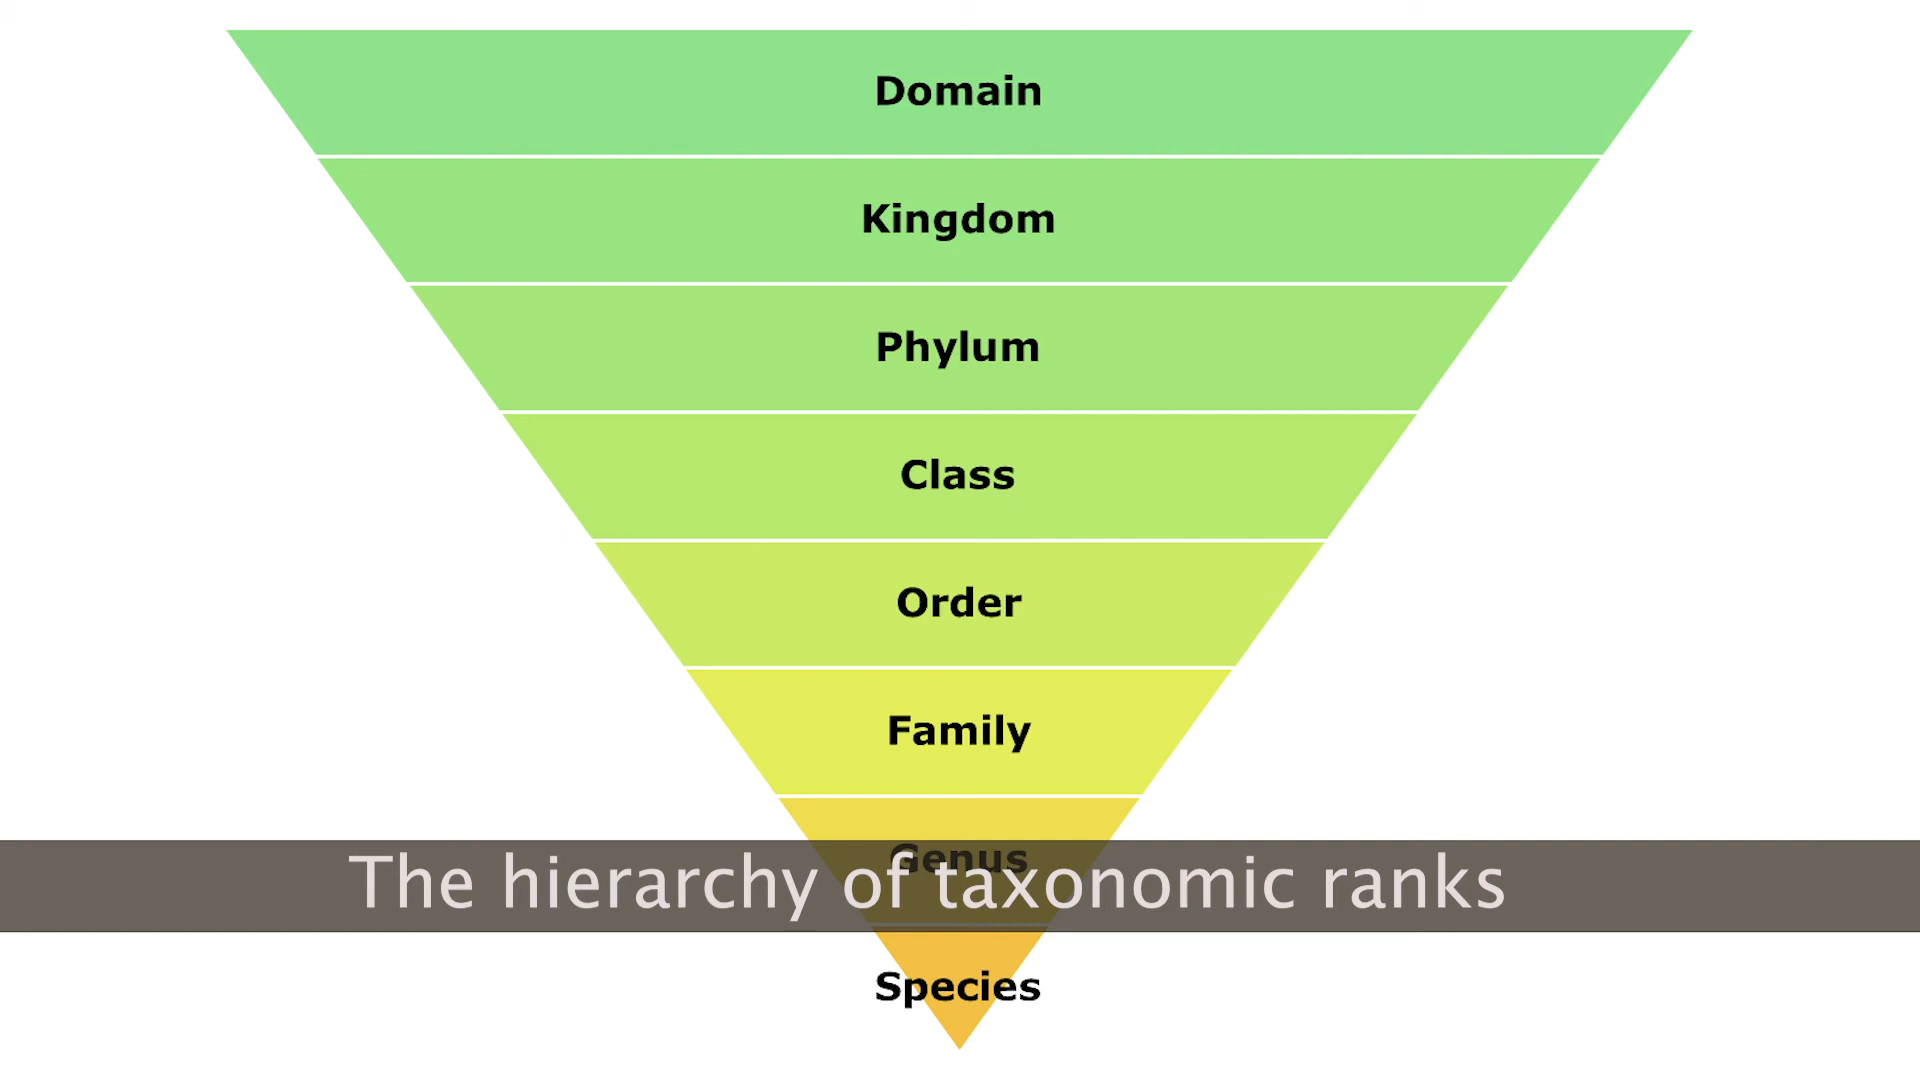 Domain
Kingdom
Phylum
Class
Order
Family
Genus
The hierarchy of taxonomic ranks
Species